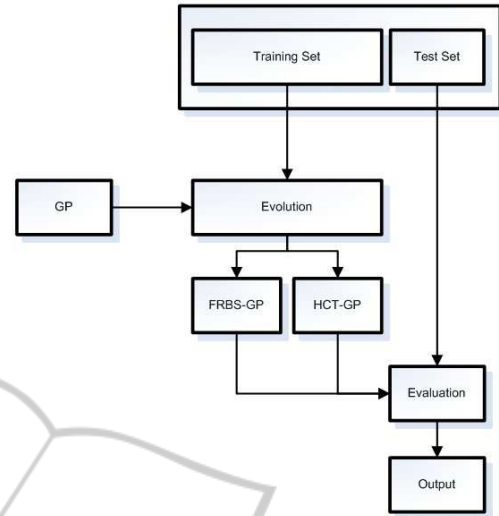 Training Set
Test Set
GP
Evolution
FRBS-GP
HCT-GP
Evaluation
Output